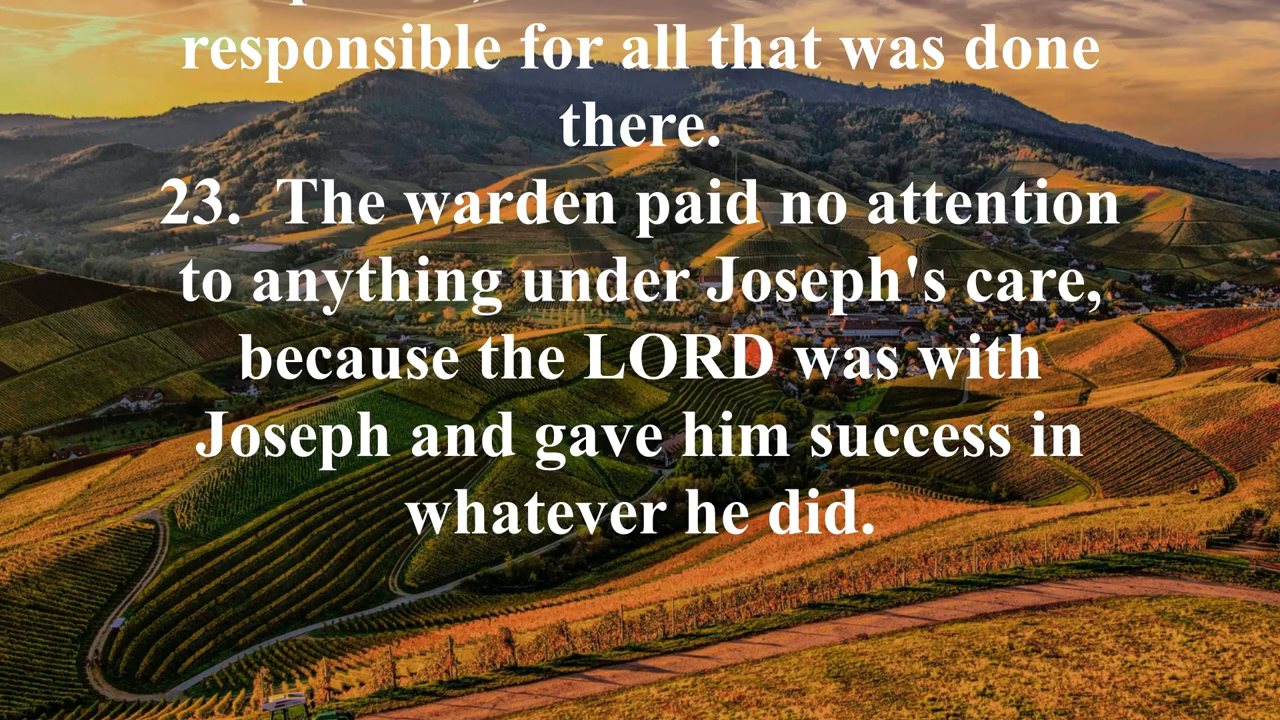 responsible for all that was done
there.
23. The warden paid no attention
to anything under Joseph's care,
because the LORD was with
Joseph and gave him success in
whatever he did.